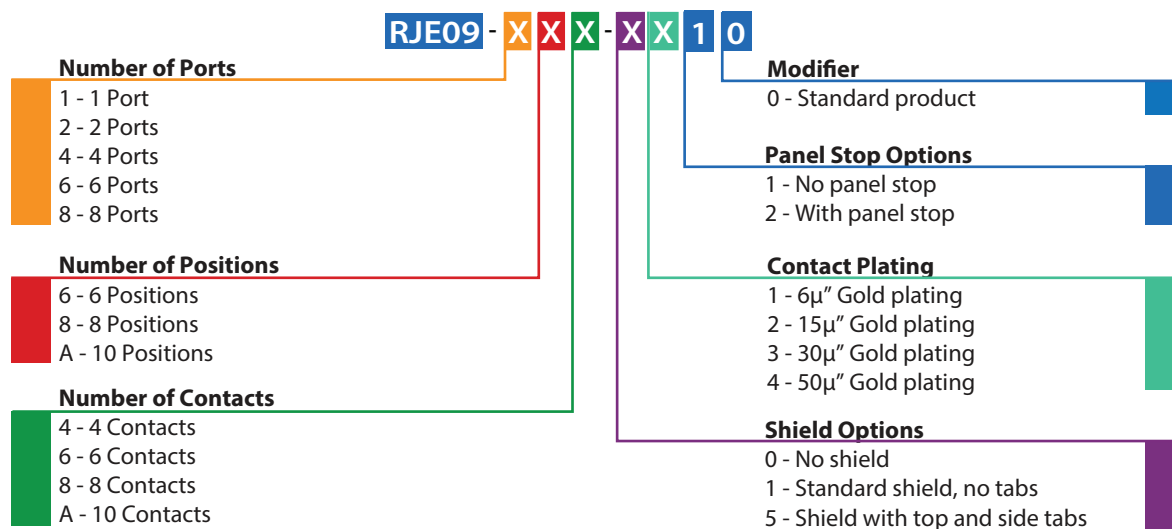 RJE09 - X X X - X X 1 0
Number of Ports
1 - 1 Port
2 - 2 Ports
4 - 4 Ports
6 - 6 Ports
8 - 8 Ports
Number of Positions
6 - 6 Positions
8 - 8 Positions
A - 10 Positions
Number of Contacts
4 - 4 Contacts
6 - 6 Contacts
8 - 8 Contacts
A - 10 Contacts
Modifier
0 - Standard product
Panel Stop Options
1 - No panel stop
2 - With panel stop
Contact Plating
1 - 6µ” Gold plating
2 - 15µ” Gold plating
3 - 30µ” Gold plating
4 - 50µ” Gold plating
Shield Options
0 - No shield
1 - Standard shield, no tabs
5 - Shield with top and side tabs